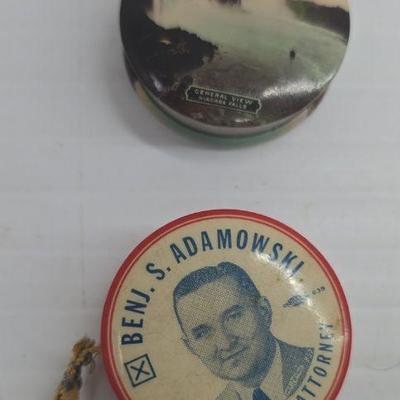 GENERAL VIEW
NIAGARA FALLS
BENJ. S. ADAMOWSKI
ATTORNEY